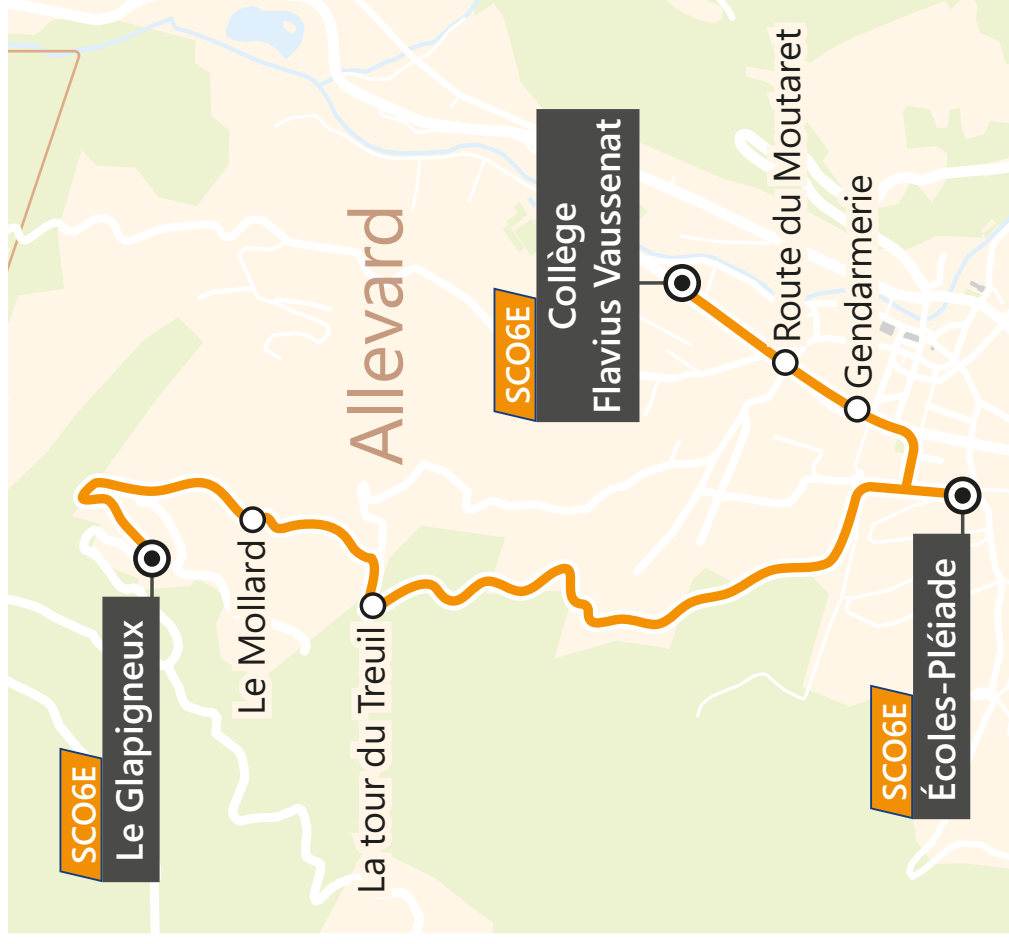 SCO6E
Le Glapigneux
Le Mollard
La tour du Treuil
Allevard
SCO6E
Collège
Flavius Vaussenat
Route du Moutaret
Gendarmerie
SCO6E
Écoles-Pléiade